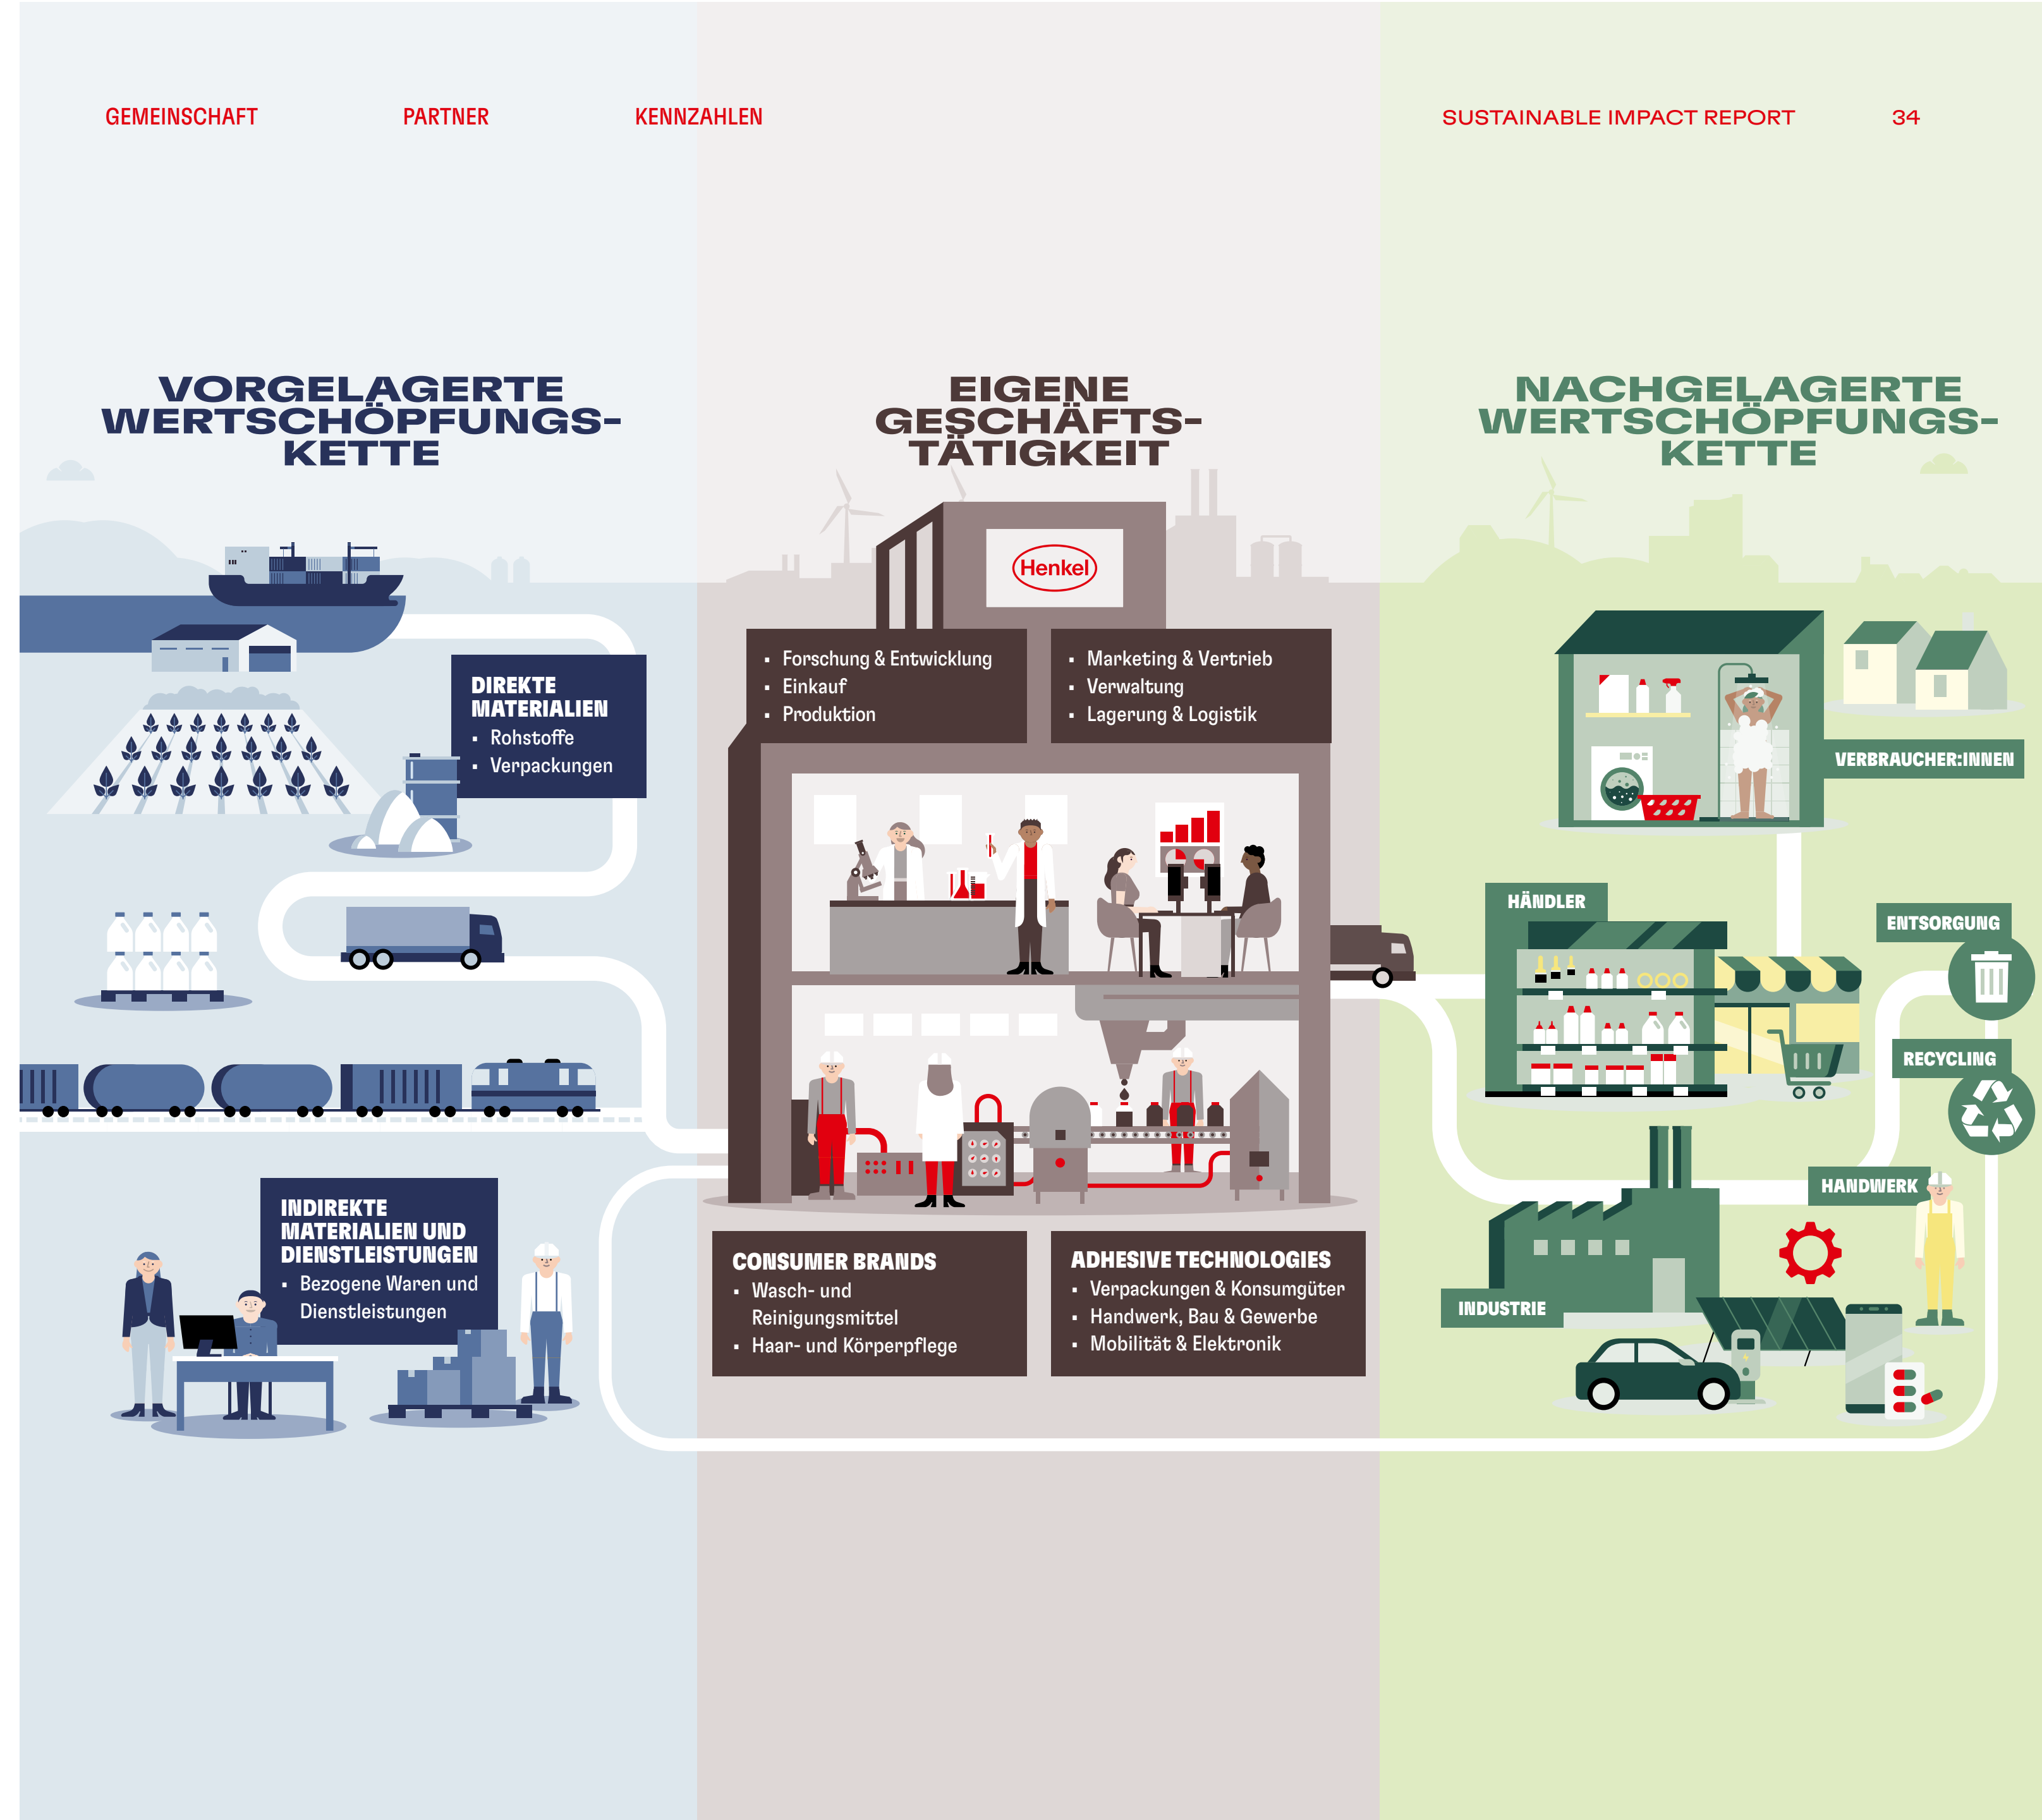 GEMEINSCHAFT
PARTNER
KENNZAHLEN
SUSTAINABLE IMPACT REPORT
34
VORGELAGERTE
WERTSCHÖPFUNGS-
KETTE
DIREKTE
MATERIALIEN
▪ Rohstoffe
▪ Verpackungen
INDIREKTE
MATERIALIEN UND
DIENSTLEISTUNGEN
▪ Bezogene Waren und
Dienstleistungen
EIGENE
GESCHÄFTS-
TÄTIGKEIT
Henkel
▪ Forschung & Entwicklung
▪ Einkauf
▪ Produktion
▪ Marketing & Vertrieb
▪ Verwaltung
▪ Lagerung & Logistik
CONSUMER BRANDS
▪ Wasch- und
Reinigungsmittel
▪ Haar- und Körperpflege
ADHESIVE TECHNOLOGIES
▪ Verpackungen & Konsumgüter
▪ Handwerk, Bau & Gewerbe
▪ Mobilität & Elektronik
NACHGELAGERTE
WERTSCHÖPFUNGS-
KETTE
VERBRAUCHER:INNEN
HÄNDLER
ENTSORGUNG
RECYCLING
HANDWERK
INDUSTRIE